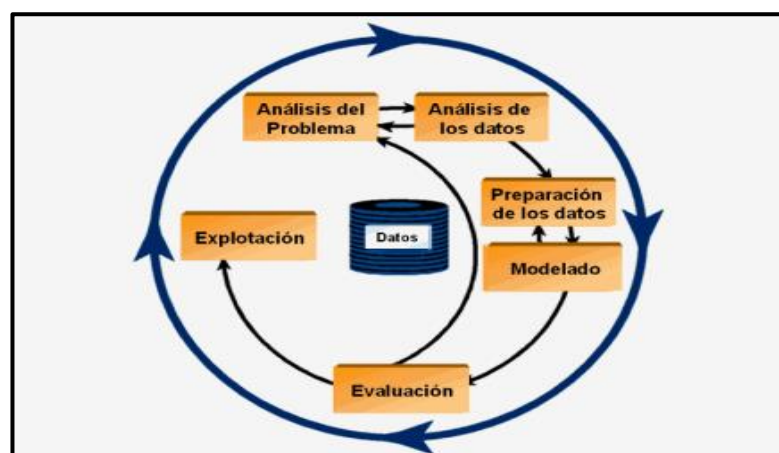 Análisis del
Problema
Análisis de
los datos
Preparación
de los datos
Explotación
Datos
Modelado
Evaluación